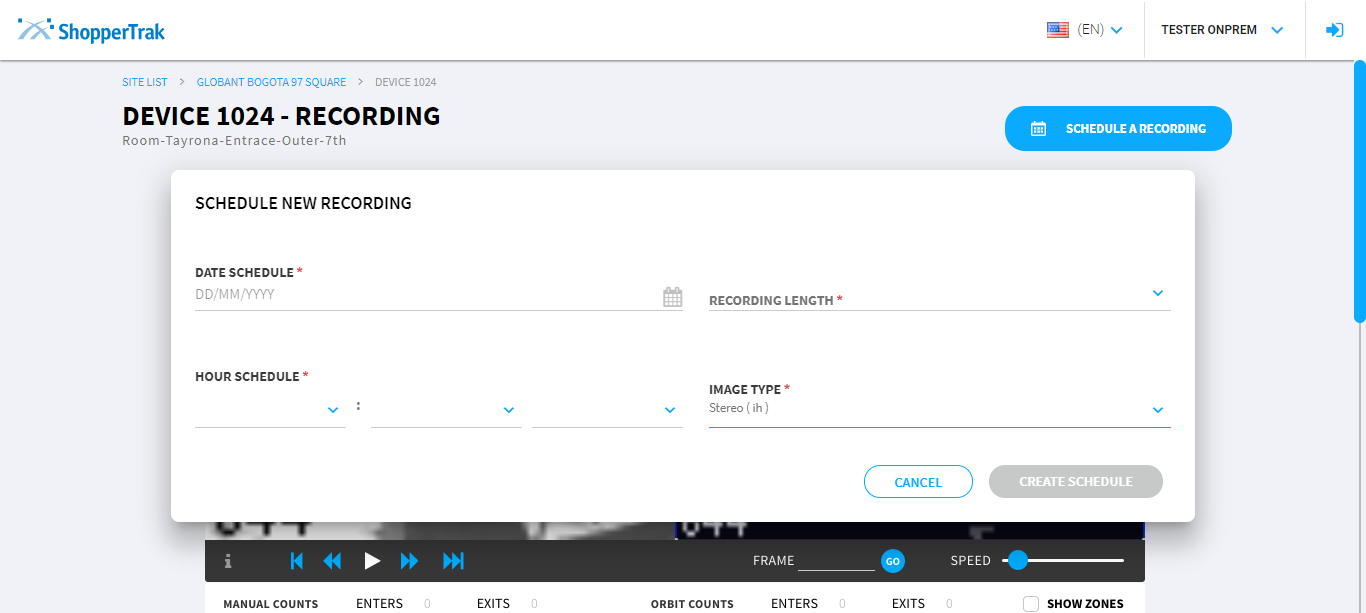 ShopperTrak
(EN)
TESTER ONPREM
SITE LIST > GLOBANT BOGOTA 97 SQUARE > DEVICE 1024
DEVICE 1024 - RECORDING
Room-Tayrona-Entrace-Outer-7th
SCHEDULE A RECORDING
SCHEDULE NEW RECORDING
DATE SCHEDULE *
DD/MM/YYYY
RECORDING LENGTH *
HOUR SCHEDULE *
:
IMAGE TYPE *
Stereo ( ih )
CANCEL
CREATE SCHEDULE
FRAME
GO
SPEED
MANUAL COUNTS ENTERS 0 EXITS 0
ORBIT COUNTS ENTERS 0 EXITS 0
SHOW ZONES